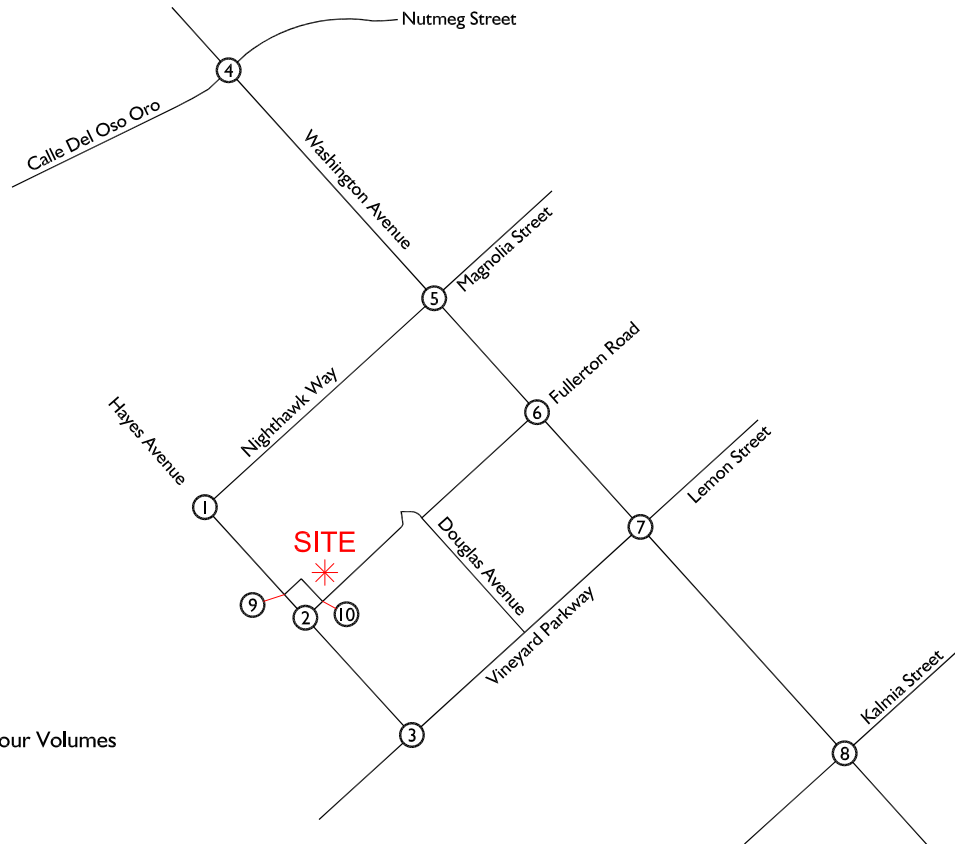 Nutmeg Street
4
Calle Del Oso Oro
Washington Avenue
Magnolia Street
5
Fullerton Road
Nighthawk Way
Hayes Avenue
6
Lemon Street
1
Douglas Avenue
7
SITE
9
2
10
Vineyard Parkway
Kalmia Street
3
our Volumes
8